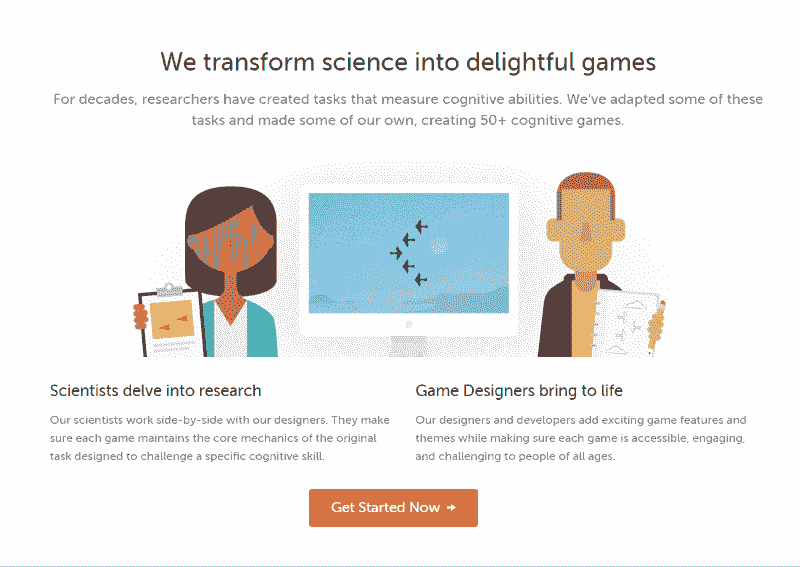 We transform science into delightful games
For decades, researchers have created tasks that measure cognitive abilities. We've adapted some of these
tasks and made some of our own, creating 50+ cognitive games.
Scientists delve into research
Our scientists work side-by-side with our designers. They make
sure each game maintains the core mechanics of the original
task designed to challenge a specific cognitive skill.
Game Designers bring to life
Our designers and developers add exciting game features and
themes while making sure each game is accessible, engaging,
and challenging to people of all ages.
Get Started Now →